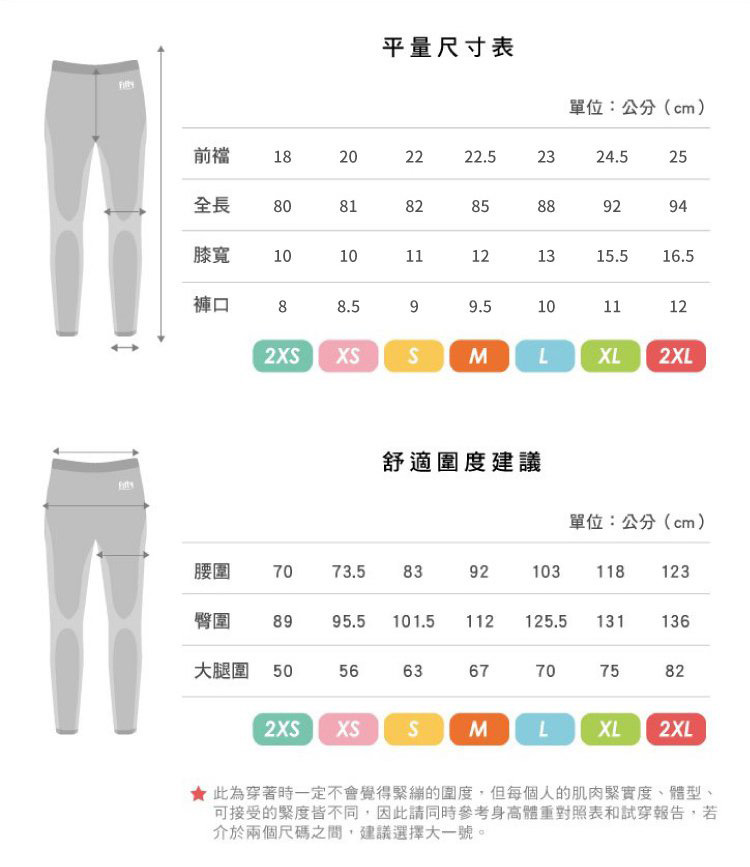 平量尺寸表
單位：公分（cm）
Fifty
前襠 18 20 22 22.5 23 24.5 25
全長 80 81 82 85 88 92 94
膝寬 10 10 11 12 13 15.5 16.5
褲口 8 8.5 9 9.5 10 11 12
2XS XS S M L XL 2XL
舒適圍度建議
Fifty
單位：公分（cm）
腰圍 70 73.5 83 92 103 118 123
臀圍 89 95.5 101.5 112 125.5 131 136
大腿圍 50 56 63 67 70 75 82
2XS XS S M L XL 2XL
★ 此為穿著時一定不會覺得緊繃的圍度，但每個人的肌肉緊實度、體型、
可接受的緊度皆不同，因此請同時參考身高體重對照表和試穿報告，若
介於兩個尺碼之間，建議選擇大一號。